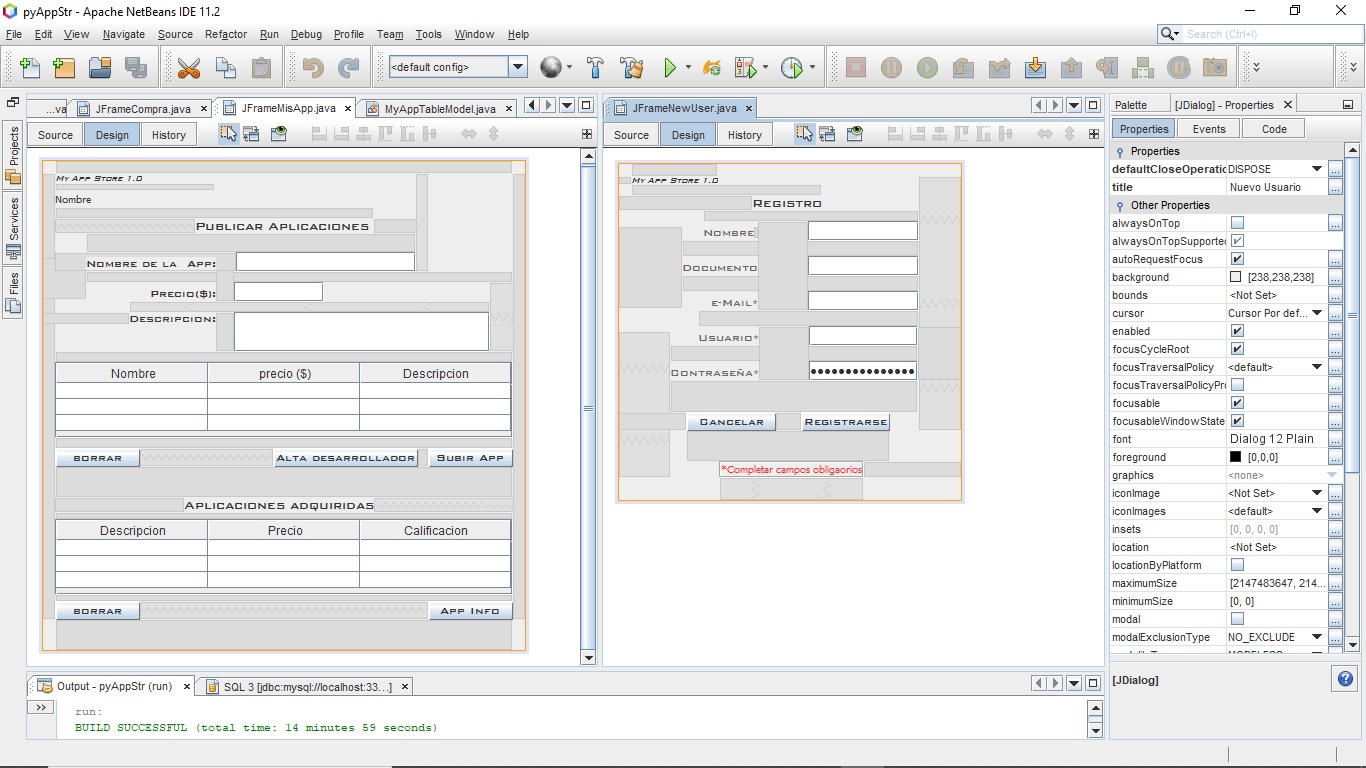 pyAppStr - Apache NetBeans IDE 11.2
File Edit View Navigate Source Refactor Run Debug Profile Team Tools Window Help
Search (Ctrl+I)
<default config>
...va
JFrameCompra.java
JFrameMisApp.java
MyAppTableModel.java
JFrameNewUser.java
Palette
[JDialog] - Properties
Source Design History
Source Design History
Properties Events Code
Projects
Services
Files
My App Store 1.0
Nombre
Publicar Aplicaciones
Nombre de la App:
Precio($):
Descripcion:
Nombre precio ($) Descripcion
borrar Alta desarrollador Subir App
Aplicaciones adquiridas
Descripcion Precio Calificacion
borrar App Info
My App Store 1.0
Registro
Nombre
Documento
e-Mail*
Usuario*
Contraseña*
●●●●●●●●●●●●●●●
Cancelar Registrarse
*Completar campos obligaorios
Properties
defaultCloseOperatic DISPOSE
title Nuevo Usuario
Other Properties
alwaysOnTop
alwaysOnTopSupported
autoRequestFocus
background [238,238,238]
bounds <Not Set>
cursor Cursor Por def...
enabled
focusCycleRoot
focusTraversalPolicy <default>
focusTraversalPolicyPr
focusable
focusableWindowState
font Dialog 12 Plain
foreground [0,0,0]
graphics <none>
iconImage <Not Set>
iconImages <default>
insets [0, 0, 0, 0]
location <Not Set>
locationByPlatform
maximumSize [2147483647, 214...
minimumSize [0, 0]
modal
modalExclusionType NO_EXCLUDE
[JDialog]
Output - pyAppStr (run)
SQL 3 [jdbc:mysql://localhost:33...]
run:
BUILD SUCCESSFUL (total time: 14 minutes 59 seconds)